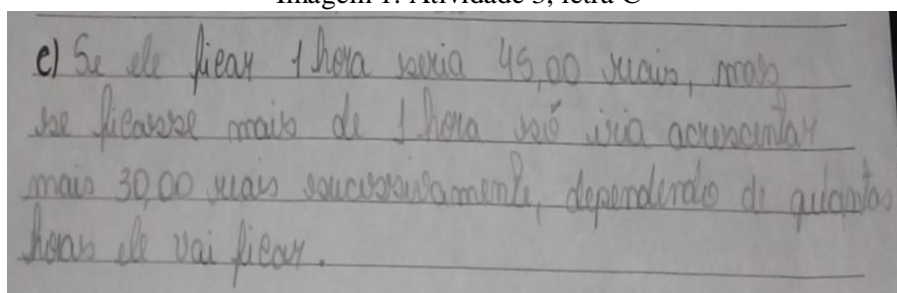 Imagem 1: Atividade 3, letra C
c) Se ele ficar 1 hora seria 45,00 reais, mas
se ficasse mais de 1 hora só iria acrescentar
mais 30,00 reais sucessivamente, dependendo de quantas
horas ele vai ficar.